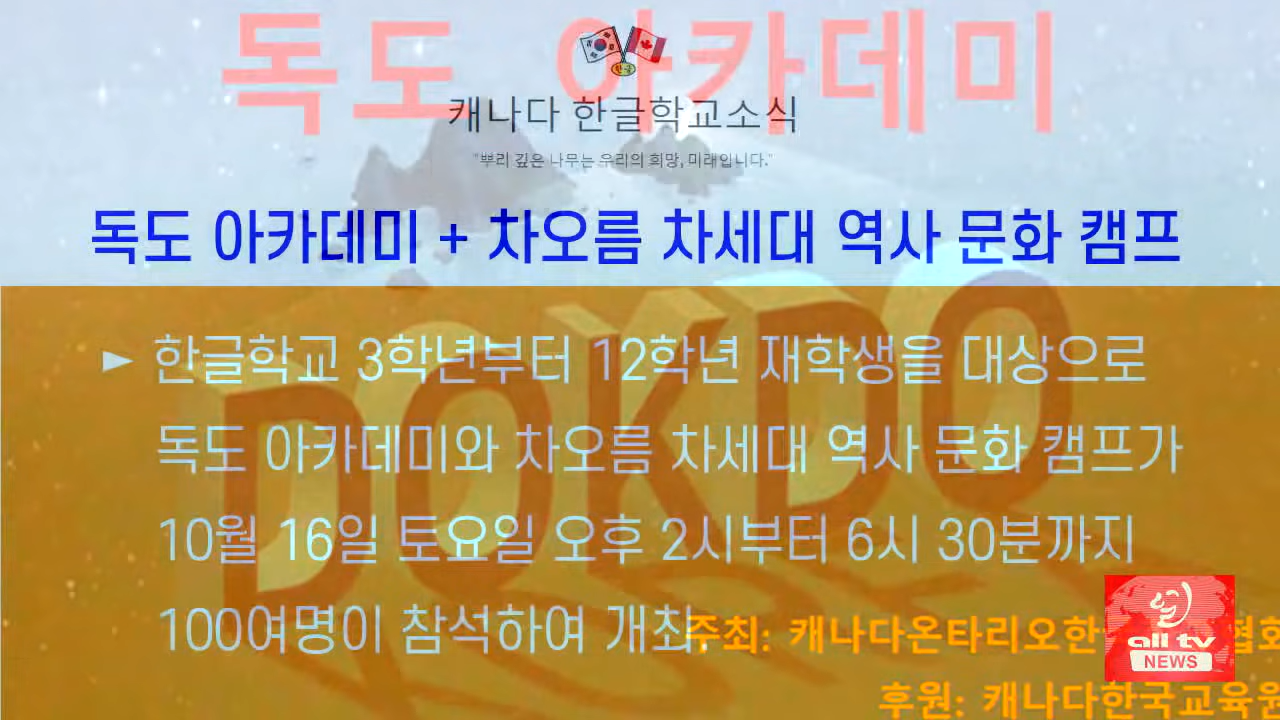 독도 아카데미
한글
캐나다 한글학교소식
"뿌리 깊은 나무는 우리의 희망, 미래입니다."
독도 아카데미 + 차오름 차세대 역사 문화 캠프
DOKDO
► 한글학교 3학년부터 12학년 재학생을 대상으로
독도 아카데미와 차오름 차세대 역사 문화 캠프가
10월 16일 토요일 오후 2시부터 6시 30분까지
100여명이 참석하여 개최
주최: 캐나다온타리오한
후원: 캐나다한국교육원
all tv
NEWS